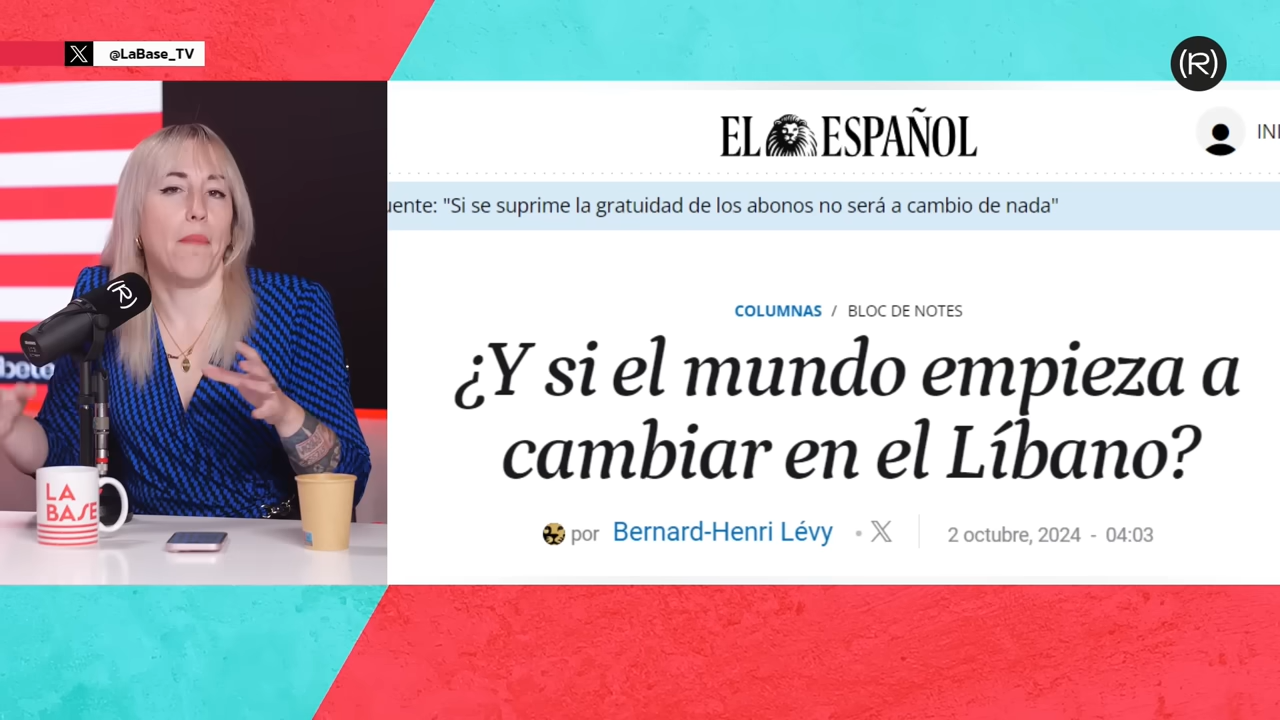 @LaBase_TV
(R)
EL ESPAÑOL
INI
uente: "Si se suprime la gratuidad de los abonos no será a cambio de nada"
COLUMNAS / BLOC DE NOTES
¿Y si el mundo empieza a
cambiar en el Líbano?
por Bernard-Henri Lévy
2 octubre, 2024 - 04:03
(R)
LA
BASE